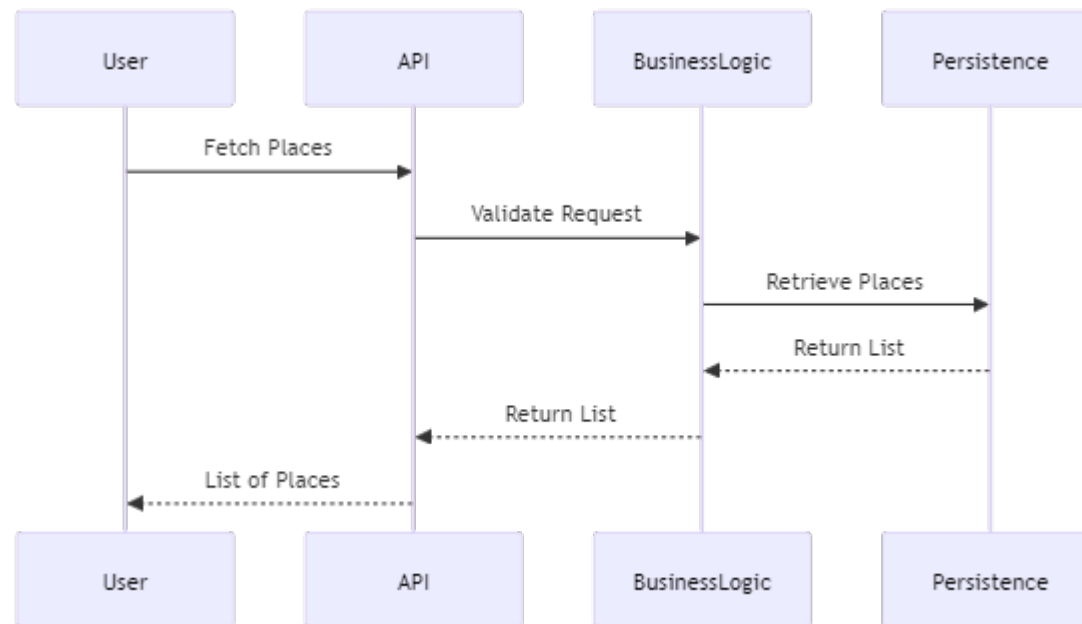 User API BusinessLogic Persistence
Fetch Places
Validate Request
Retrieve Places
Return List
Return List
List of Places
User API BusinessLogic Persistence